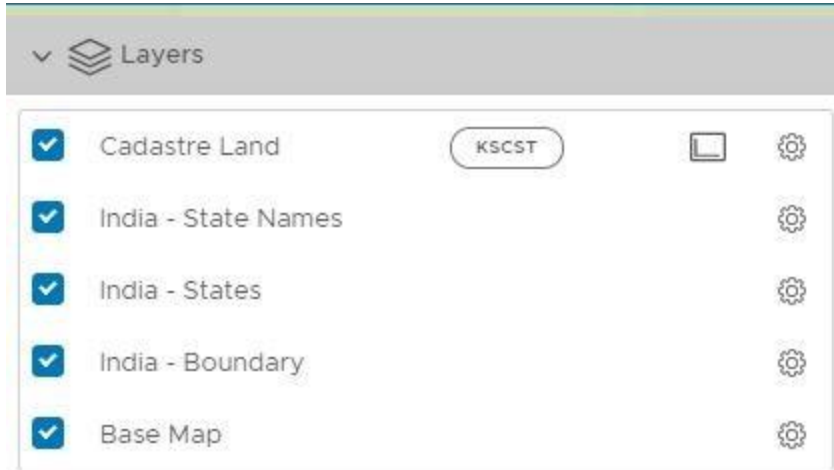 Layers
Cadastre Land KSCST
India - State Names
India - States
India - Boundary
Base Map